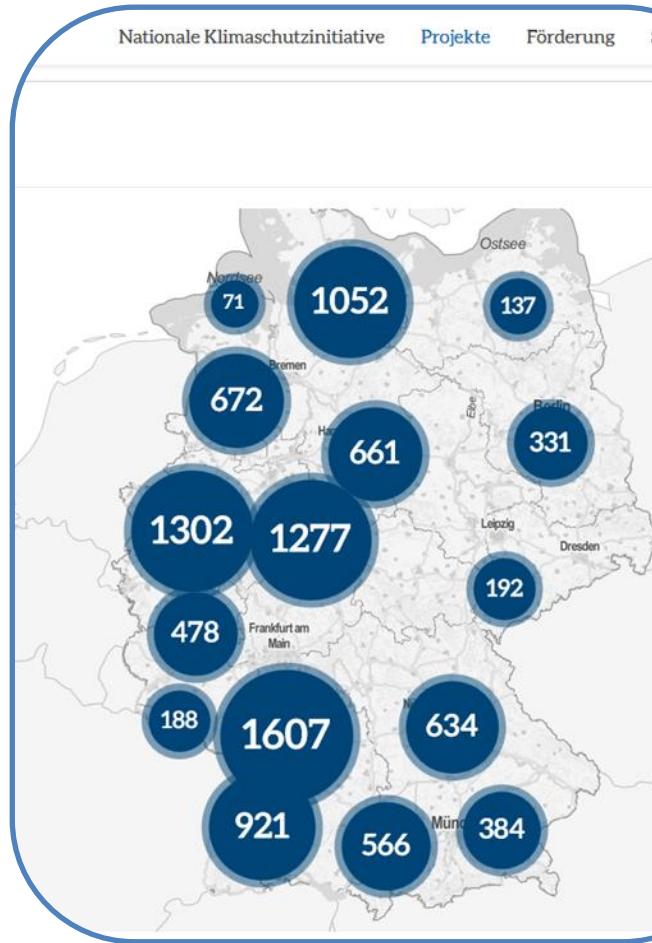 Nationale Klimaschutzinitiative Projekte Förderung
Ostsee
Nordsee
71
1052
137
Bremen
672
661
Elbe
Berlin
331
1302
1277
Leipzig
Dresden
192
478
Frankfurt am
Main
188
1607
634
921
566
384